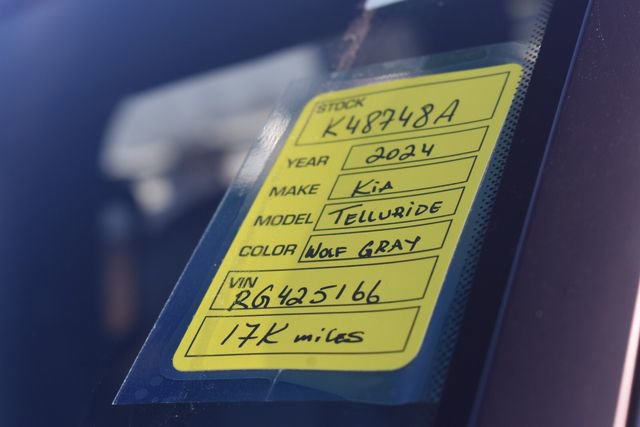 STOCK
K48748A
YEAR 2024
MAKE Kia
MODEL TELLURIDE
COLOR WOLF GRAY
VIN
RG425166
17K miles